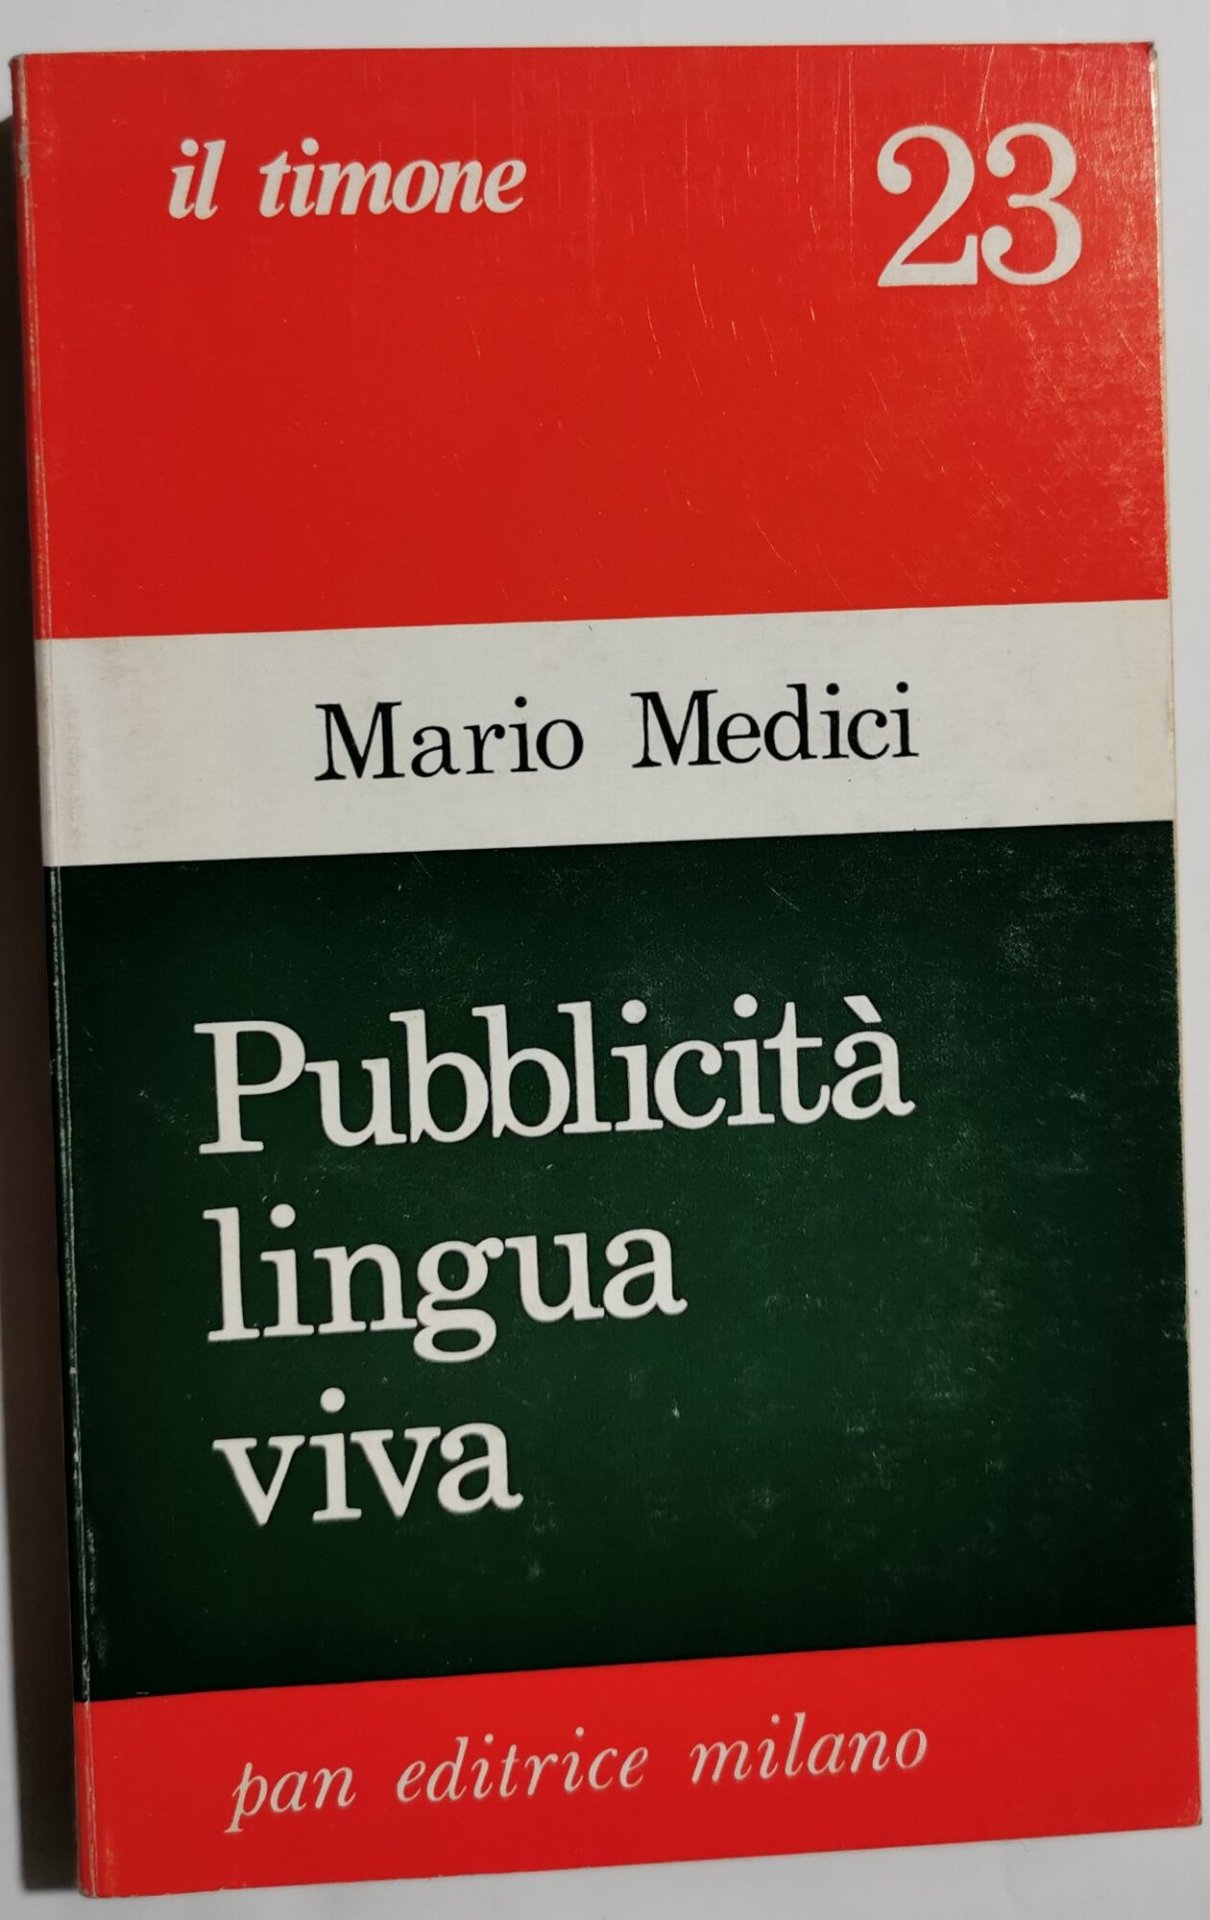 il timone
23
Mario Medici
Pubblicità
lingua
viva
pan editrice milano